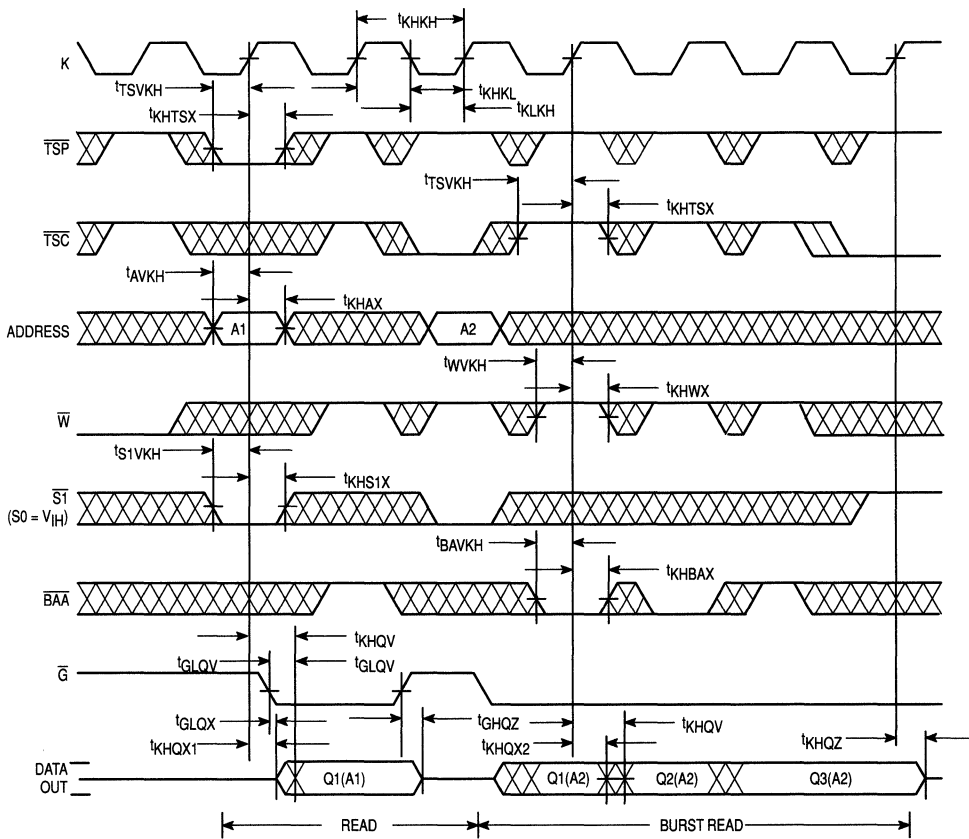 tKHKH
K
tTSVKH
tKHKL
tKHTSX
tKLKH
TSP
tTSVKH
tKHTSX
TSC
tAVKH
tKHAX
ADDRESS
A1
A2
tWVKH
tKHWX
W
tS1VKH
tKHS1X
S1
(S0 = VIH)
tBAVKH
tKHBAX
BAA
tKHQV
tGLQV
tGLQV
G
tGLQX
tGHQZ
tKHQV
tKHQX1
tKHQX2
tKHQZ
DATA
OUT
Q1(A1)
Q1(A2)
Q2(A2)
Q3(A2)
READ
BURST READ